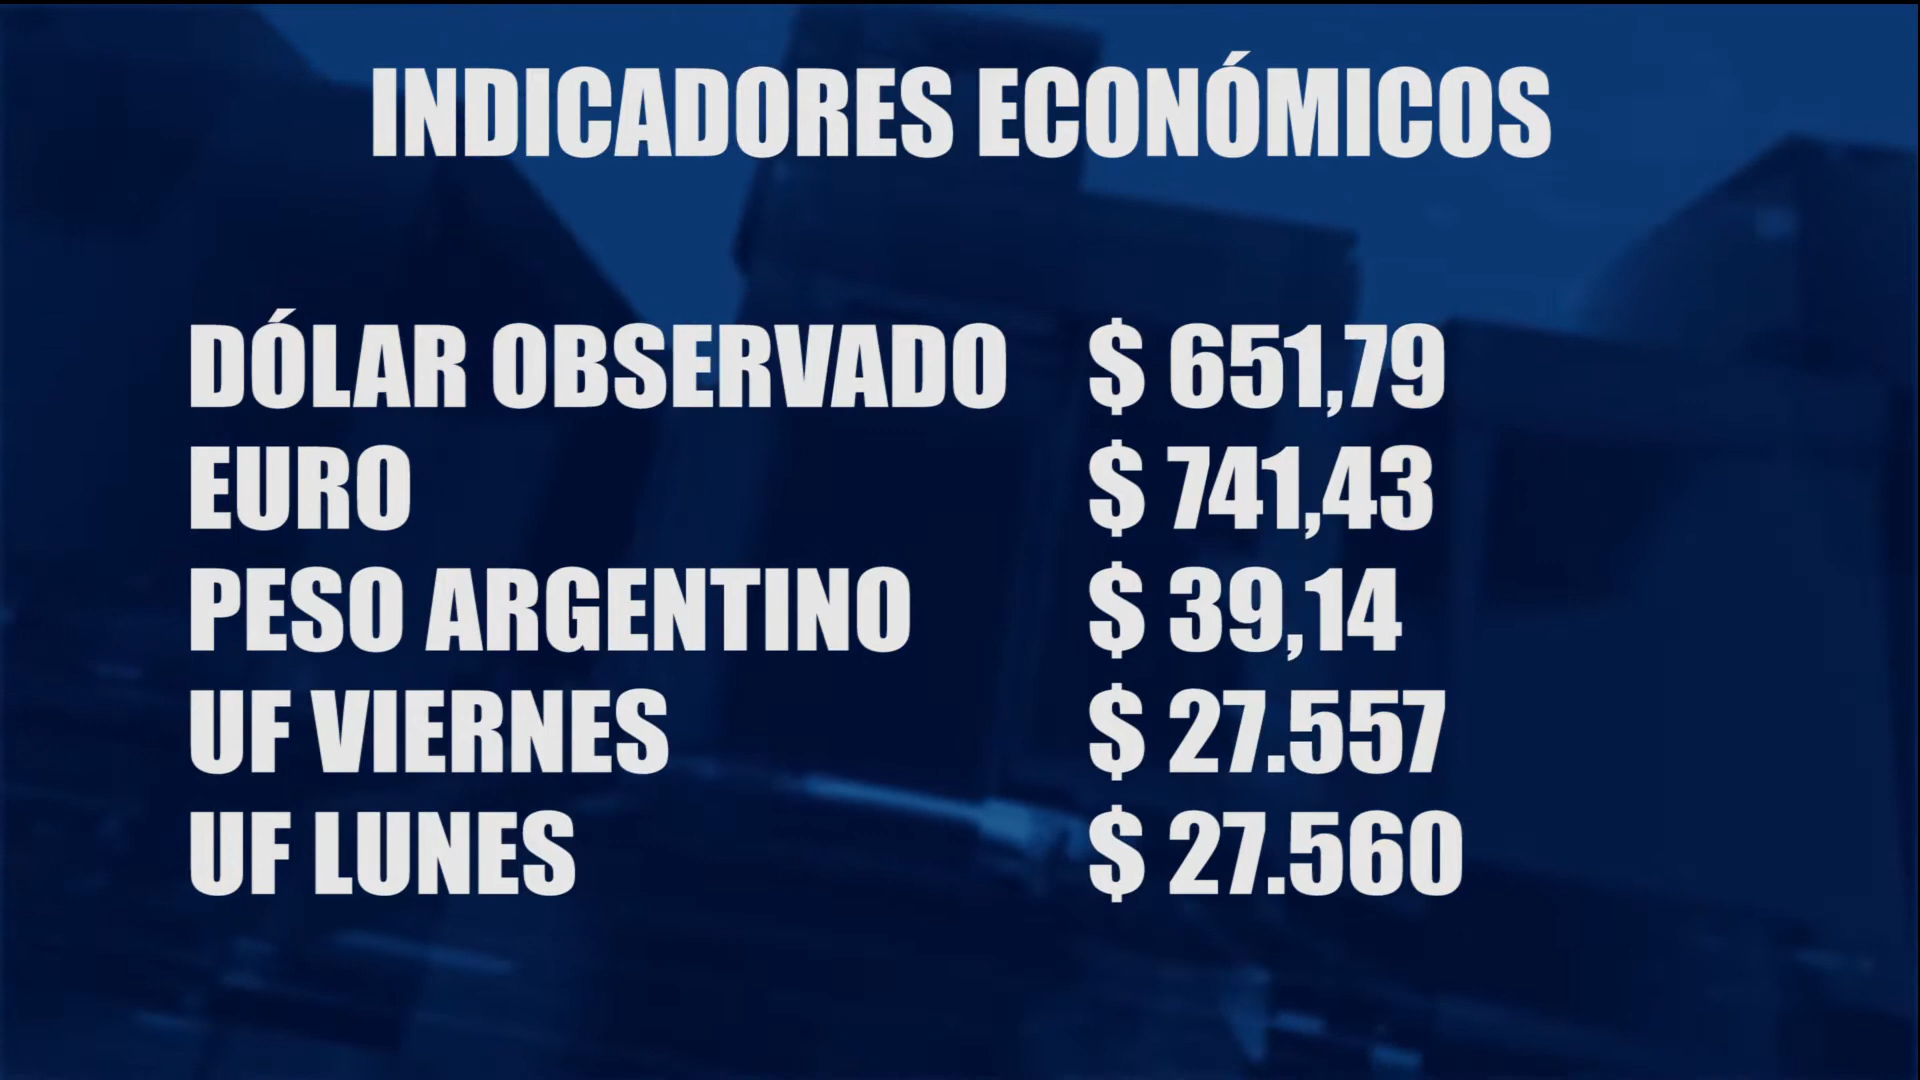 INDICADORES ECONÓMICOS
DÓLAR OBSERVADO $ 651,79
EURO $ 741,43
PESO ARGENTINO $ 39,14
UF VIERNES $ 27.557
UF LUNES $ 27.560